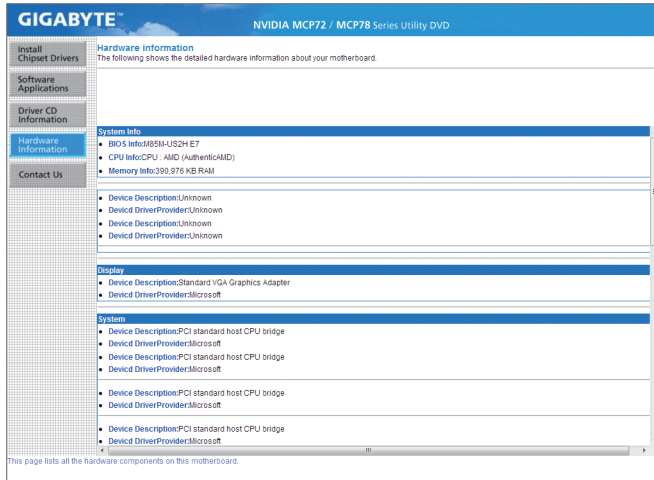 GIGABYTE™
NVIDIA MCP72 / MCP78 Series Utility DVD
Install
Chipset Drivers
Software
Applications
Driver CD
Information
Hardware
Information
Contact Us
Hardware information
The following shows the detailed hardware information about your motherboard.
System Info
• BIOS Info:M85M-US2H E7
• CPU Info:CPU : AMD (AuthenticAMD)
• Memory Info:390,976 KB RAM
• Device Description:Unknown
• Devicd DriverProvider:Unknown
• Device Description:Unknown
• Devicd DriverProvider:Unknown
Display
• Device Description:Standard VGA Graphics Adapter
• Devicd DriverProvider:Microsoft
System
• Device Description:PCI standard host CPU bridge
• Devicd DriverProvider:Microsoft
• Device Description:PCI standard host CPU bridge
• Devicd DriverProvider:Microsoft
• Device Description:PCI standard host CPU bridge
• Devicd DriverProvider:Microsoft
• Device Description:PCI standard host CPU bridge
• Devicd DriverProvider:Microsoft
This page lists all the hardware components on this motherboard.